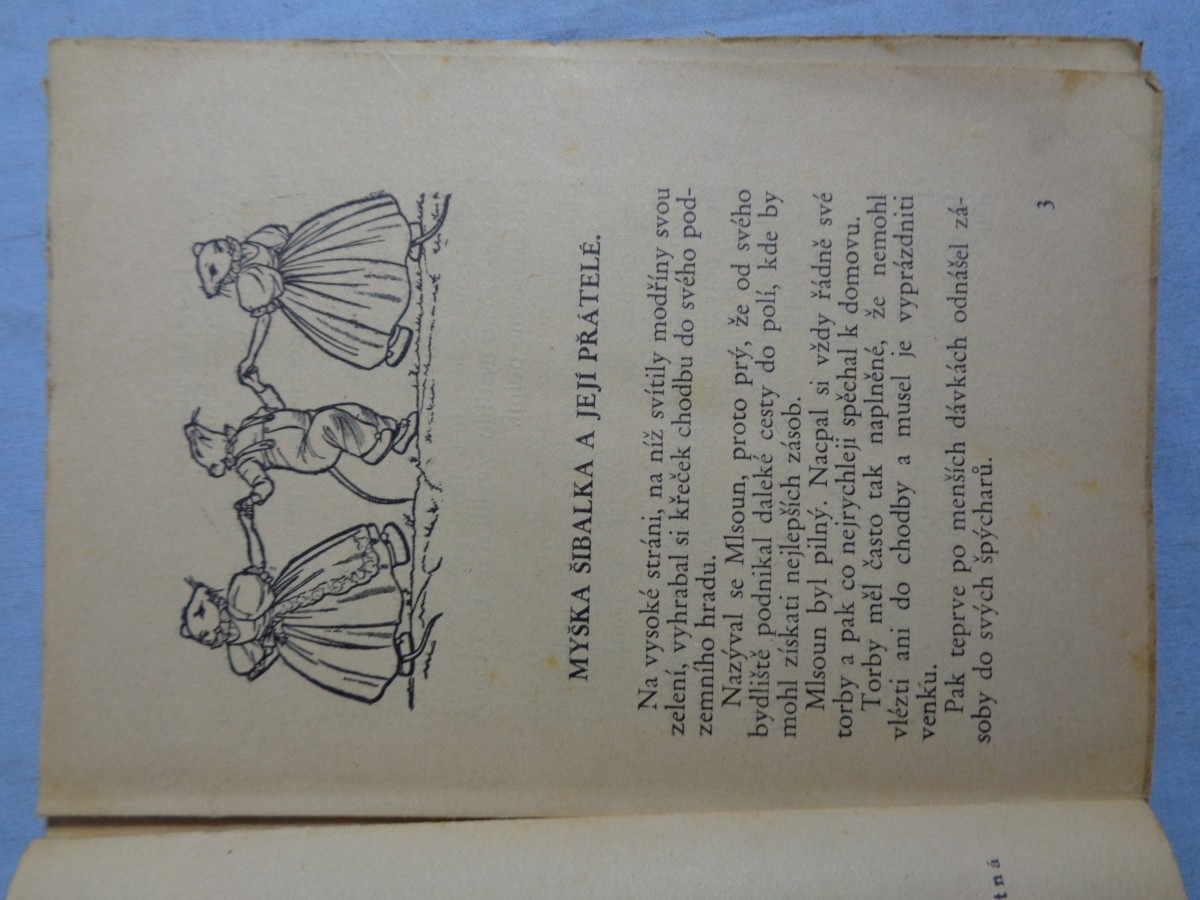 MYŠKA ŠIBALKA A JEJÍ PŘÁTELÉ.
Na vysoké stráni, na níž svítily modříny svou
zelení, vyhrabal si křeček chodbu do svého pod-
zemního hradu.
Nazýval se Mlsoun, proto prý, že od svého
bydliště podnikal daleké cesty do polí, kde by
mohl získati nejlepších zásob.
Mlsoun byl pilný. Nacpal si vždy řádně své
torby a pak co nejrychleji spěchal k domovu.
Torby měl často tak naplněné, že nemohl
vlézti ani do chodby a musel je vyprázdniti
venku.
Pak teprve po menších dávkách odnášel zá-
soby do svých špýcharů.
3
tná